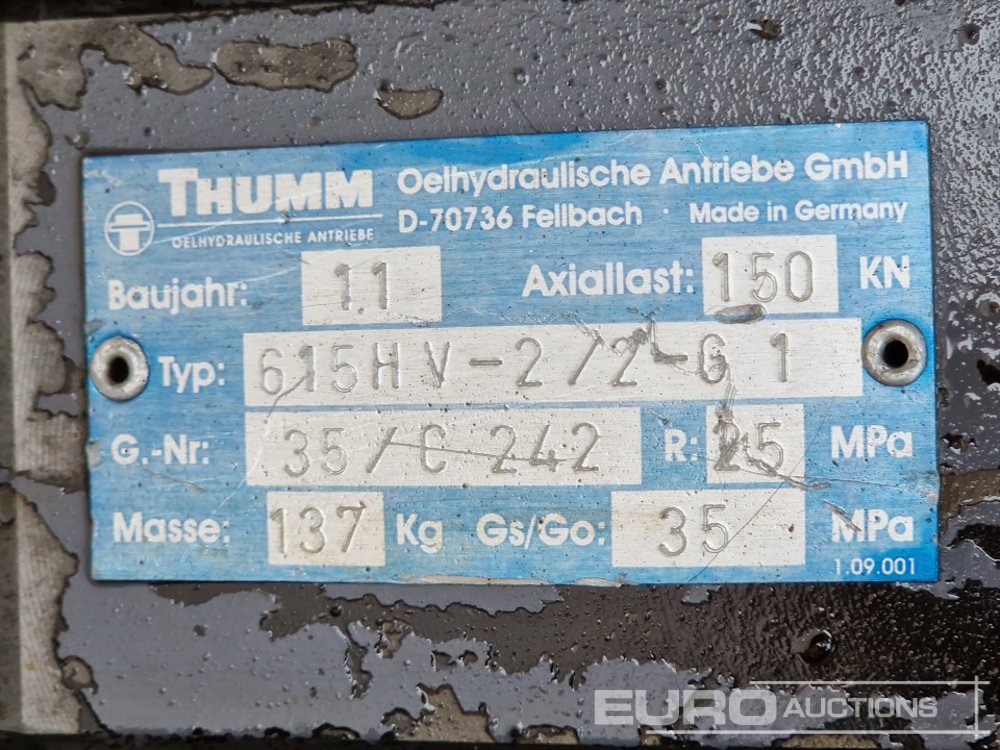 THUMM
OELHYDRAULISCHE ANTRIEBE
Oelhydraulische Antriebe GmbH
D-70736 Fellbach · Made in Germany
Baujahr: 11 Axiallast: 150 KN
Typ: 615HV-2/2-G 1
G.-Nr: 35/C 242 R: 25 MPa
Masse: 137 Kg Gs/Go: 35 MPa
1.09.001
EURO AUCTIONS